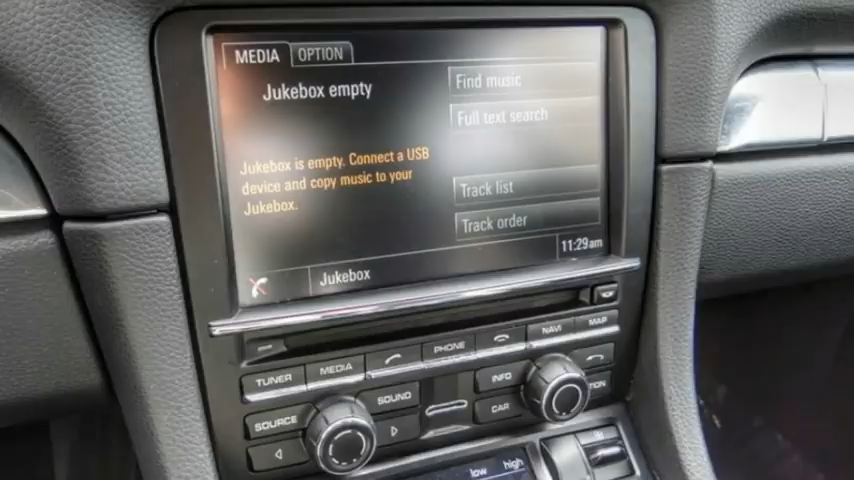 MEDIA OPTION
Jukebox empty
Find music
Full text search
Jukebox is empty. Connect a USB
device and copy music to your
Jukebox.
Track list
Track order
11:29am
Jukebox
TUNER MEDIA PHONE NAVI MAP
SOURCE SOUND INFO
CAR
low high